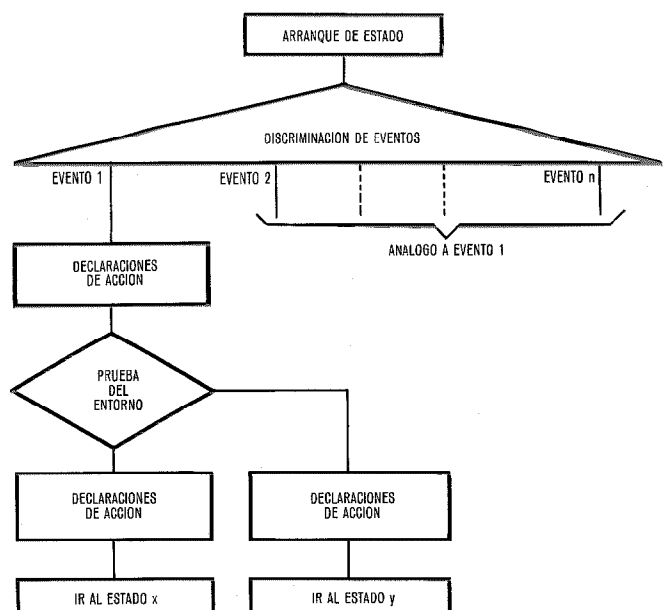 ARRANQUE DE ESTADO
DISCRIMINACION DE EVENTOS
EVENTO 1
EVENTO 2
EVENTO n
ANALOGO A EVENTO 1
DECLARACIONES
DE ACCION
PRUEBA
DEL
ENTORNO
DECLARACIONES
DE ACCION
DECLARACIONES
DE ACCION
IR AL ESTADO x
IR AL ESTADO y